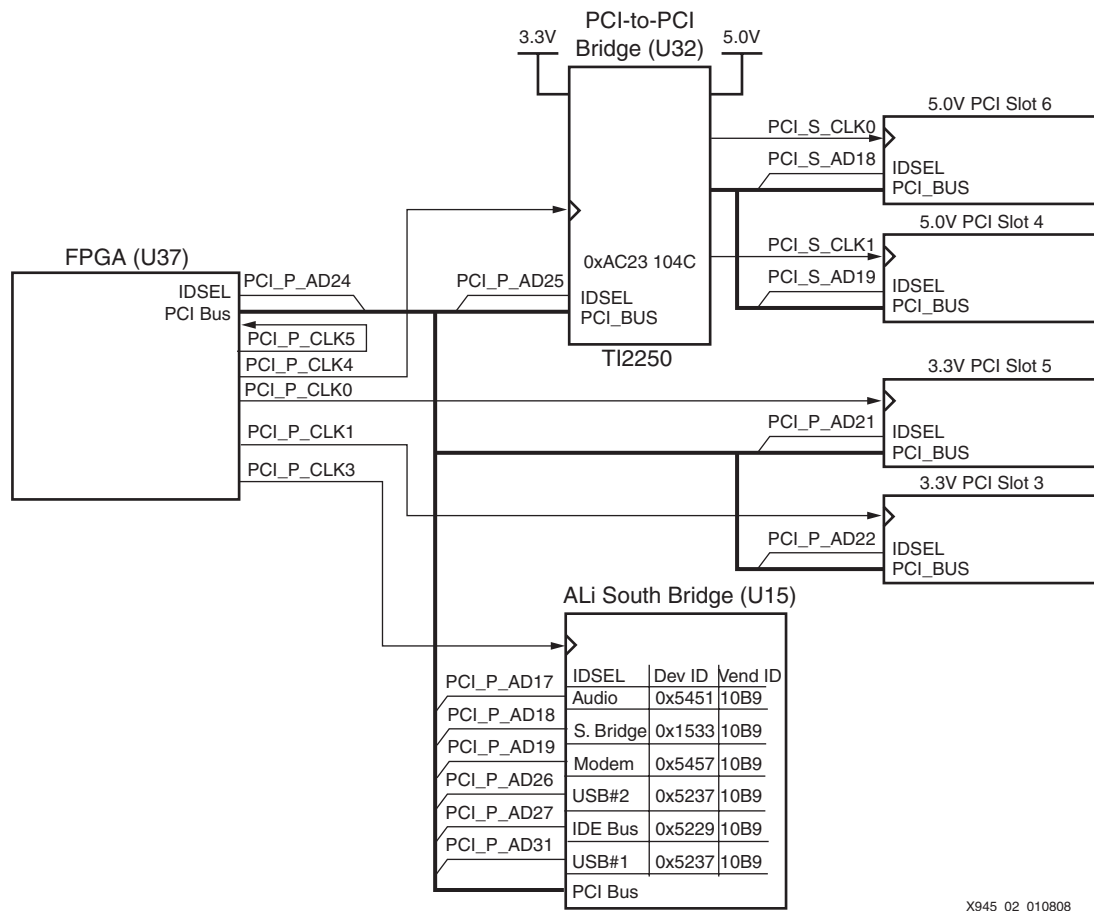 PCI-to-PCI
Bridge (U32)
3.3V
5.0V
5.0V PCI Slot 6
PCI_S_CLK0
PCI_S_AD18
IDSEL
PCI_BUS
5.0V PCI Slot 4
PCI_S_CLK1
PCI_S_AD19
IDSEL
PCI_BUS
0xAC23 104C
PCI_P_AD25
IDSEL
PCI_BUS
TI2250
FPGA (U37)
IDSEL
PCI Bus
PCI_P_AD24
PCI_P_CLK5
PCI_P_CLK4
PCI_P_CLK0
PCI_P_CLK1
PCI_P_CLK3
3.3V PCI Slot 5
PCI_P_AD21
IDSEL
PCI_BUS
3.3V PCI Slot 3
PCI_P_AD22
IDSEL
PCI_BUS
ALi South Bridge (U15)
IDSEL Dev ID Vend ID
PCI_P_AD17 Audio 0x5451 10B9
PCI_P_AD18 S. Bridge 0x1533 10B9
PCI_P_AD19 Modem 0x5457 10B9
PCI_P_AD26 USB#2 0x5237 10B9
PCI_P_AD27 IDE Bus 0x5229 10B9
PCI_P_AD31 USB#1 0x5237 10B9
PCI Bus
X945_02_010808